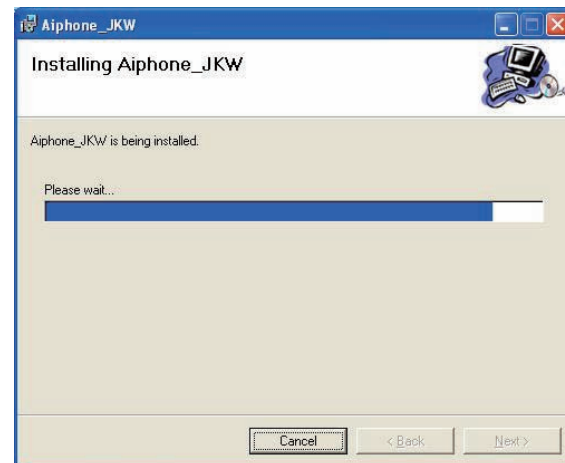 Aiphone_JKW
Installing Aiphone_JKW
Aiphone_JKW is being installed.
Please wait...
Cancel
< Back
Next >